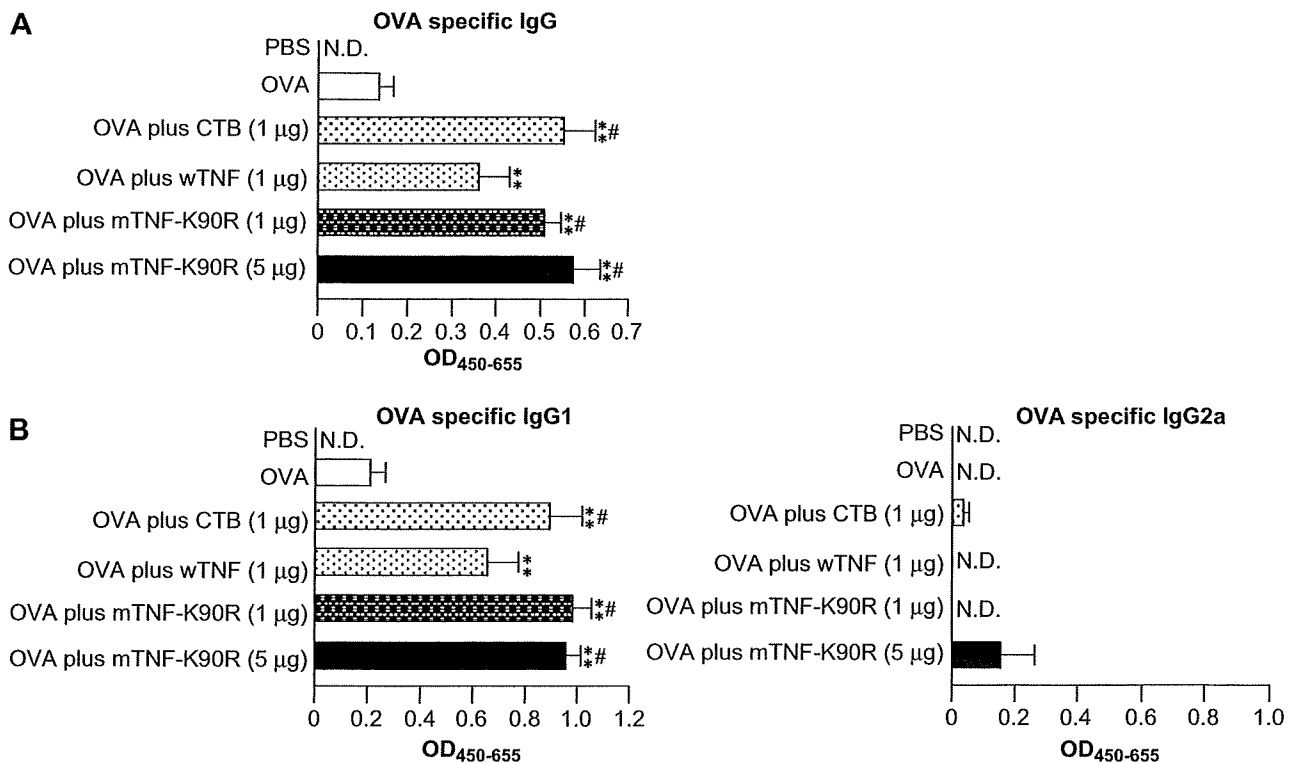 A
OVA specific IgG
PBS N.D.
OVA
OVA plus CTB (1 µg) **#
OVA plus wTNF (1 µg) **
OVA plus mTNF-K90R (1 µg) **#
OVA plus mTNF-K90R (5 µg) **#
0 0.1 0.2 0.3 0.4 0.5 0.6 0.7
OD450-655
B
OVA specific IgG1
PBS N.D.
OVA
OVA plus CTB (1 µg) **#
OVA plus wTNF (1 µg) **
OVA plus mTNF-K90R (1 µg) **#
OVA plus mTNF-K90R (5 µg) **#
0 0.2 0.4 0.6 0.8 1.0 1.2
OD450-655
OVA specific IgG2a
PBS N.D.
OVA N.D.
OVA plus CTB (1 µg)
OVA plus wTNF (1 µg) N.D.
OVA plus mTNF-K90R (1 µg) N.D.
OVA plus mTNF-K90R (5 µg)
0 0.2 0.4 0.6 0.8 1.0
OD450-655